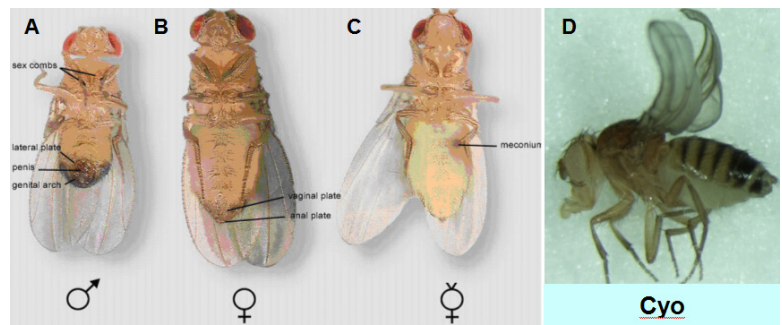 A
B
C
D
sex combs
lateral plate
penis
genital arch
vaginal plate
anal plate
meconium
Cyo